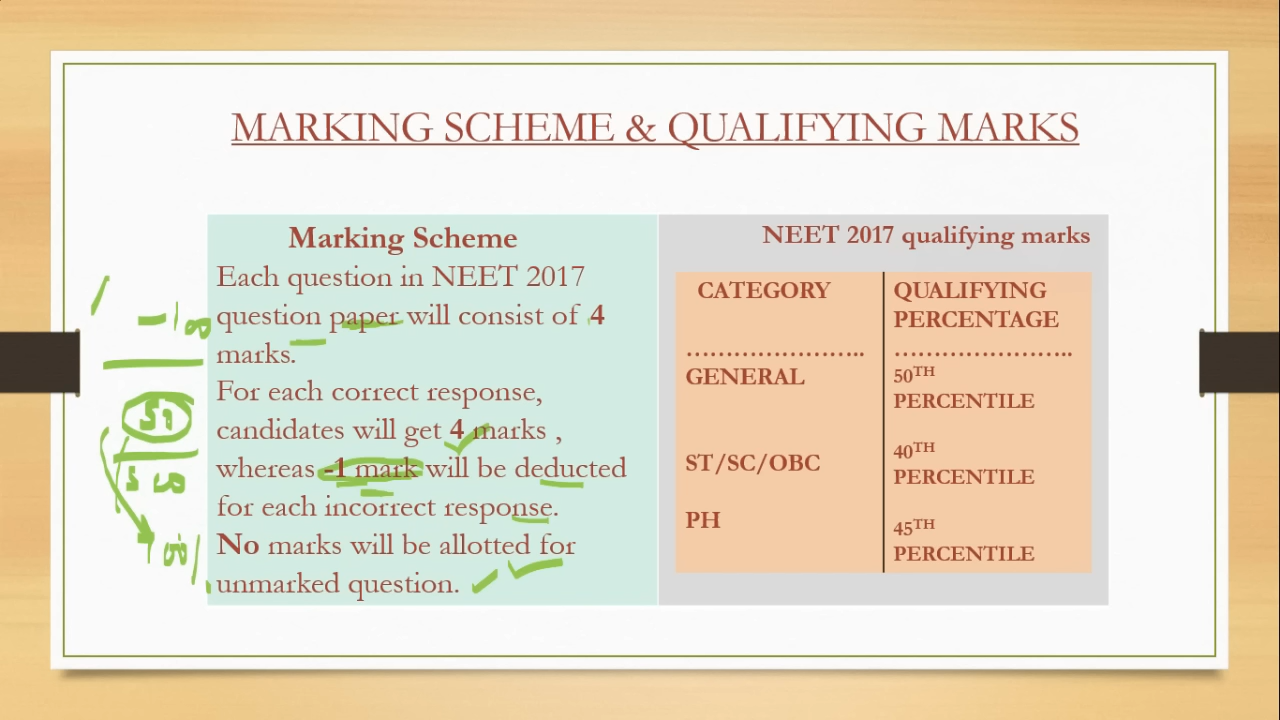 MARKING SCHEME & QUALIFYING MARKS
Marking Scheme
Each question in NEET 2017
question paper will consist of 4
marks.
For each correct response,
candidates will get 4 marks ,
whereas -1 mark will be deducted
for each incorrect response.
No marks will be allotted for
unmarked question.
NEET 2017 qualifying marks
CATEGORY
QUALIFYING
PERCENTAGE
…………………..
…………………..
GENERAL
50TH
PERCENTILE
ST/SC/OBC
40TH
PERCENTILE
PH
45TH
PERCENTILE